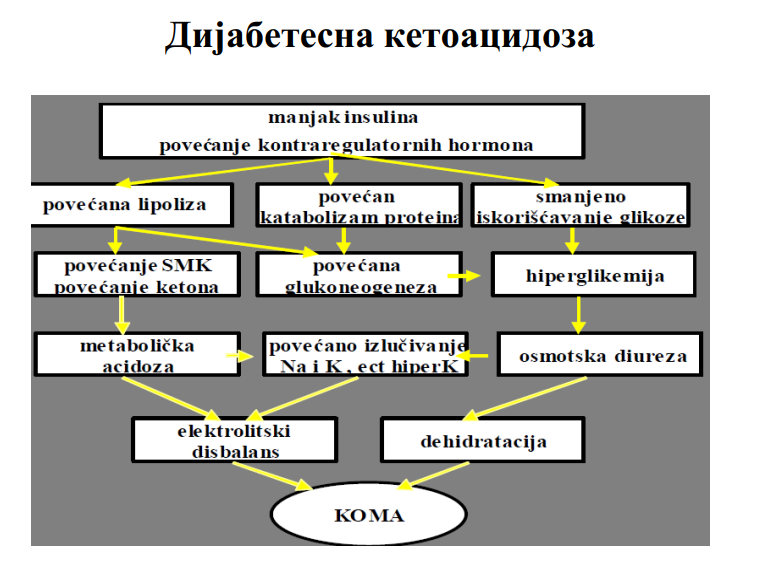 Дијабетесна кетоацидоза
manjak insulina
povećanje kontraregulatornih hormona
povećana lipoliza
povećan
katabolizam proteina
smanjeno
iskorišćavanje glikoze
povećanje SMK
povećanje ketona
povećana
glukoneogeneza
hiperglikemija
metabolička
acidoza
povećano izlučivanje
Na i K , ect hiperK
osmotska diureza
elektrolitski
disbalans
dehidratacija
KOMA